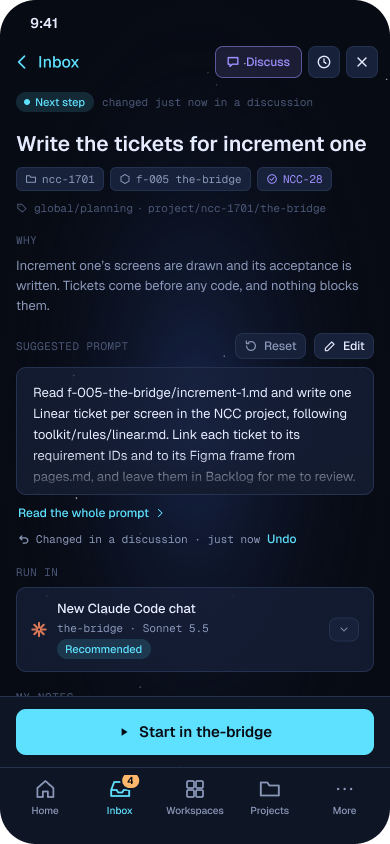 9:41
Inbox
Discuss
Next step
changed just now in a discussion
Write the tickets for increment one
ncc-1701
f-005 the-bridge
NCC-28
global/planning · project/ncc-1701/the-bridge
WHY
Increment one's screens are drawn and its acceptance is
written. Tickets come before any code, and nothing blocks
them.
SUGGESTED PROMPT
Reset
Edit
Read f-005-the-bridge/increment-1.md and write one
Linear ticket per screen in the NCC project, following
toolkit/rules/linear.md. Link each ticket to its
requirement IDs and to its Figma frame from
pages.md, and leave them in Backlog for me to review.
Read the whole prompt
Changed in a discussion · just now Undo
RUN IN
New Claude Code chat
the-bridge · Sonnet 5.5
Recommended
MY NOTES
Start in the-bridge
4
Home
Inbox
Workspaces
Projects
More